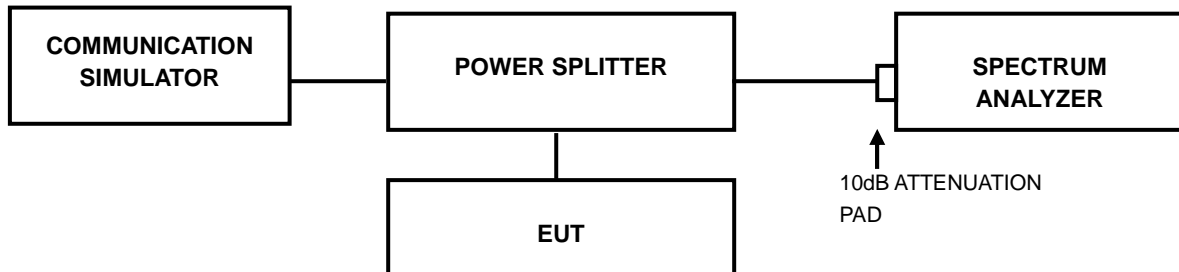 COMMUNICATION
SIMULATOR
POWER SPLITTER
SPECTRUM
ANALYZER
10dB ATTENUATION
PAD
EUT